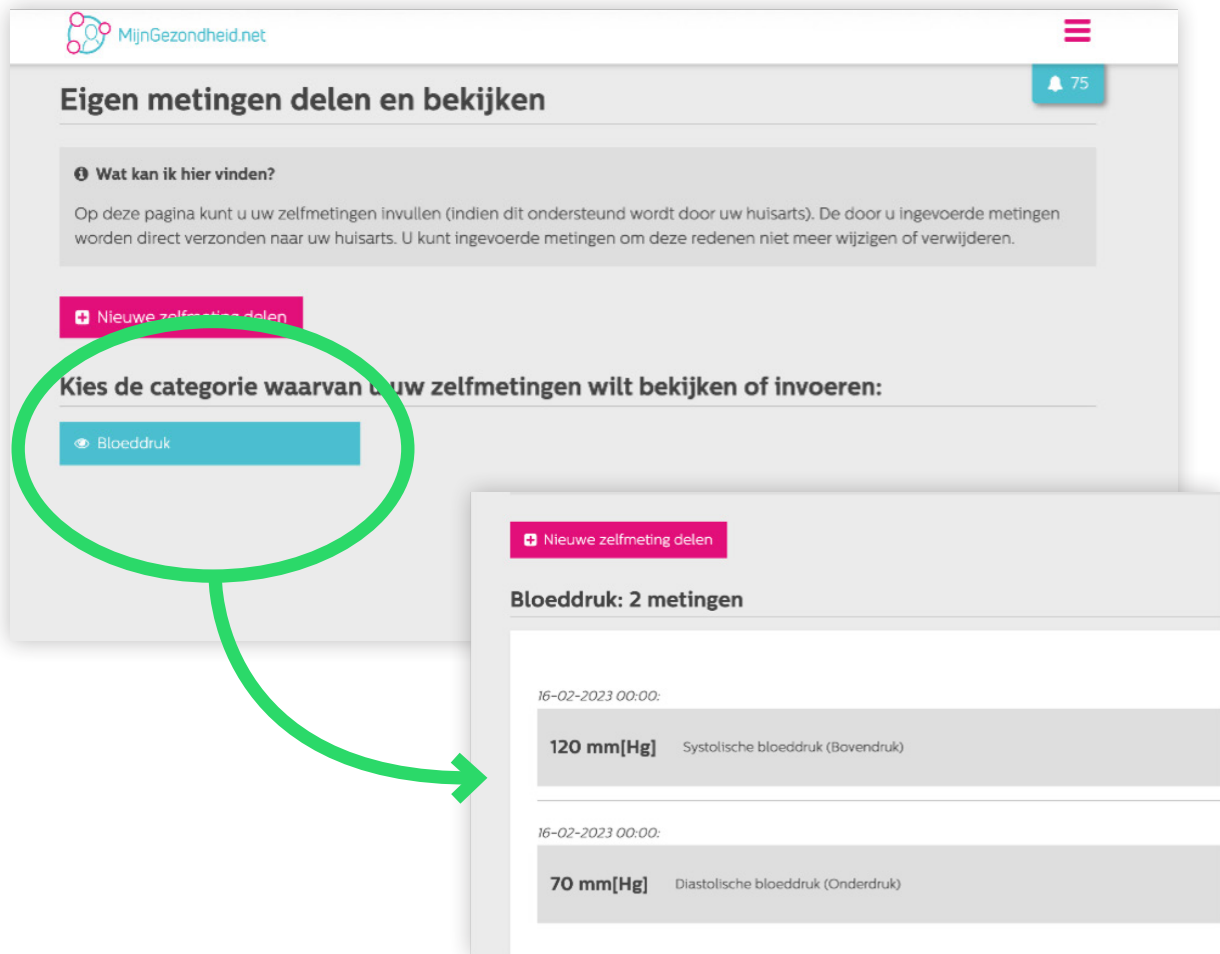 MijnGezondheid.net
75
Eigen metingen delen en bekijken
Wat kan ik hier vinden?
Op deze pagina kunt u uw zelfmetingen invullen (indien dit ondersteund wordt door uw huisarts). De door u ingevoerde metingen
worden direct verzonden naar uw huisarts. U kunt ingevoerde metingen om deze redenen niet meer wijzigen of verwijderen.
Nieuwe zelfmeting delen
Kies de categorie waarvan u uw zelfmetingen wilt bekijken of invoeren:
Bloeddruk
Nieuwe zelfmeting delen
Bloeddruk: 2 metingen
16-02-2023 00:00:
120 mm[Hg] Systolische bloeddruk (Bovendruk)
16-02-2023 00:00:
70 mm[Hg] Diastolische bloeddruk (Onderdruk)